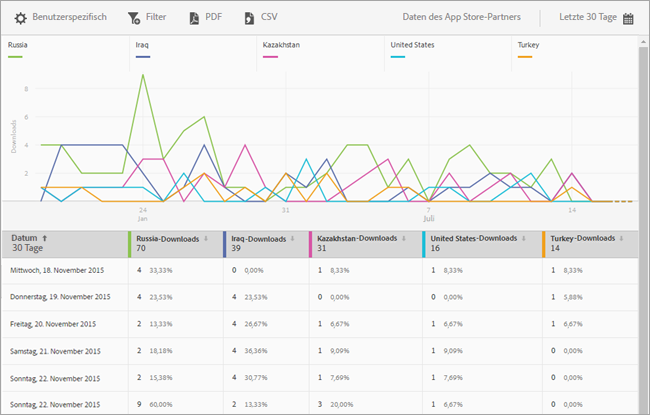 Benutzerspezifisch Filter PDF CSV Daten des App Store-Partners Letzte 30 Tage
Russia Iraq Kazakhstan United States Turkey
8
6
4
2
Downloads
24 31 7 14
Jan Juli
Datum ↑ Russia-Downloads Iraq-Downloads Kazakhstan-Downloads United States-Downloads Turkey-Downloads
30 Tage 70 39 31 16 14
Mittwoch, 18. November 2015 4 33,33% 0 0,00% 1 8,33% 1 8,33% 1 8,33%
Donnerstag, 19. November 2015 4 23,53% 4 23,53% 0 0,00% 0 0,00% 1 5,88%
Freitag, 20. November 2015 2 13,33% 4 26,67% 1 6,67% 1 6,67% 1 6,67%
Samstag, 21. November 2015 2 18,18% 4 36,36% 1 9,09% 1 9,09% 0 0,00%
Sonntag, 22. November 2015 2 15,38% 4 30,77% 1 7,69% 1 7,69% 0 0,00%
Sonntag, 22. November 2015 9 60,00% 2 13,33% 3 20,00% 1 6,67% 0 0,00%